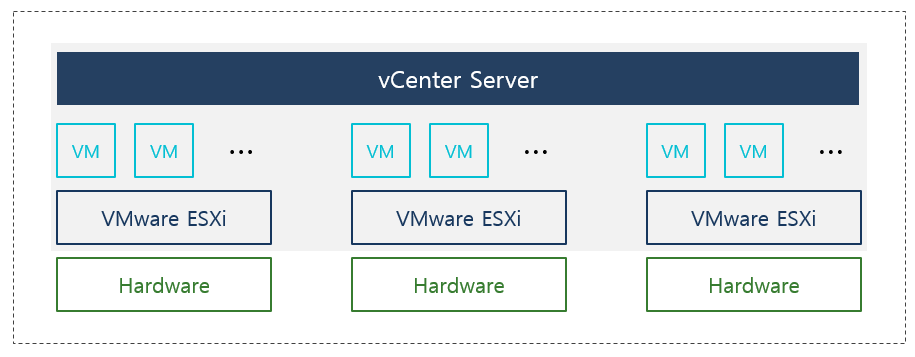 vCenter Server
VM VM ... VM VM ... VM VM ...
VMware ESXi VMware ESXi VMware ESXi
Hardware Hardware Hardware